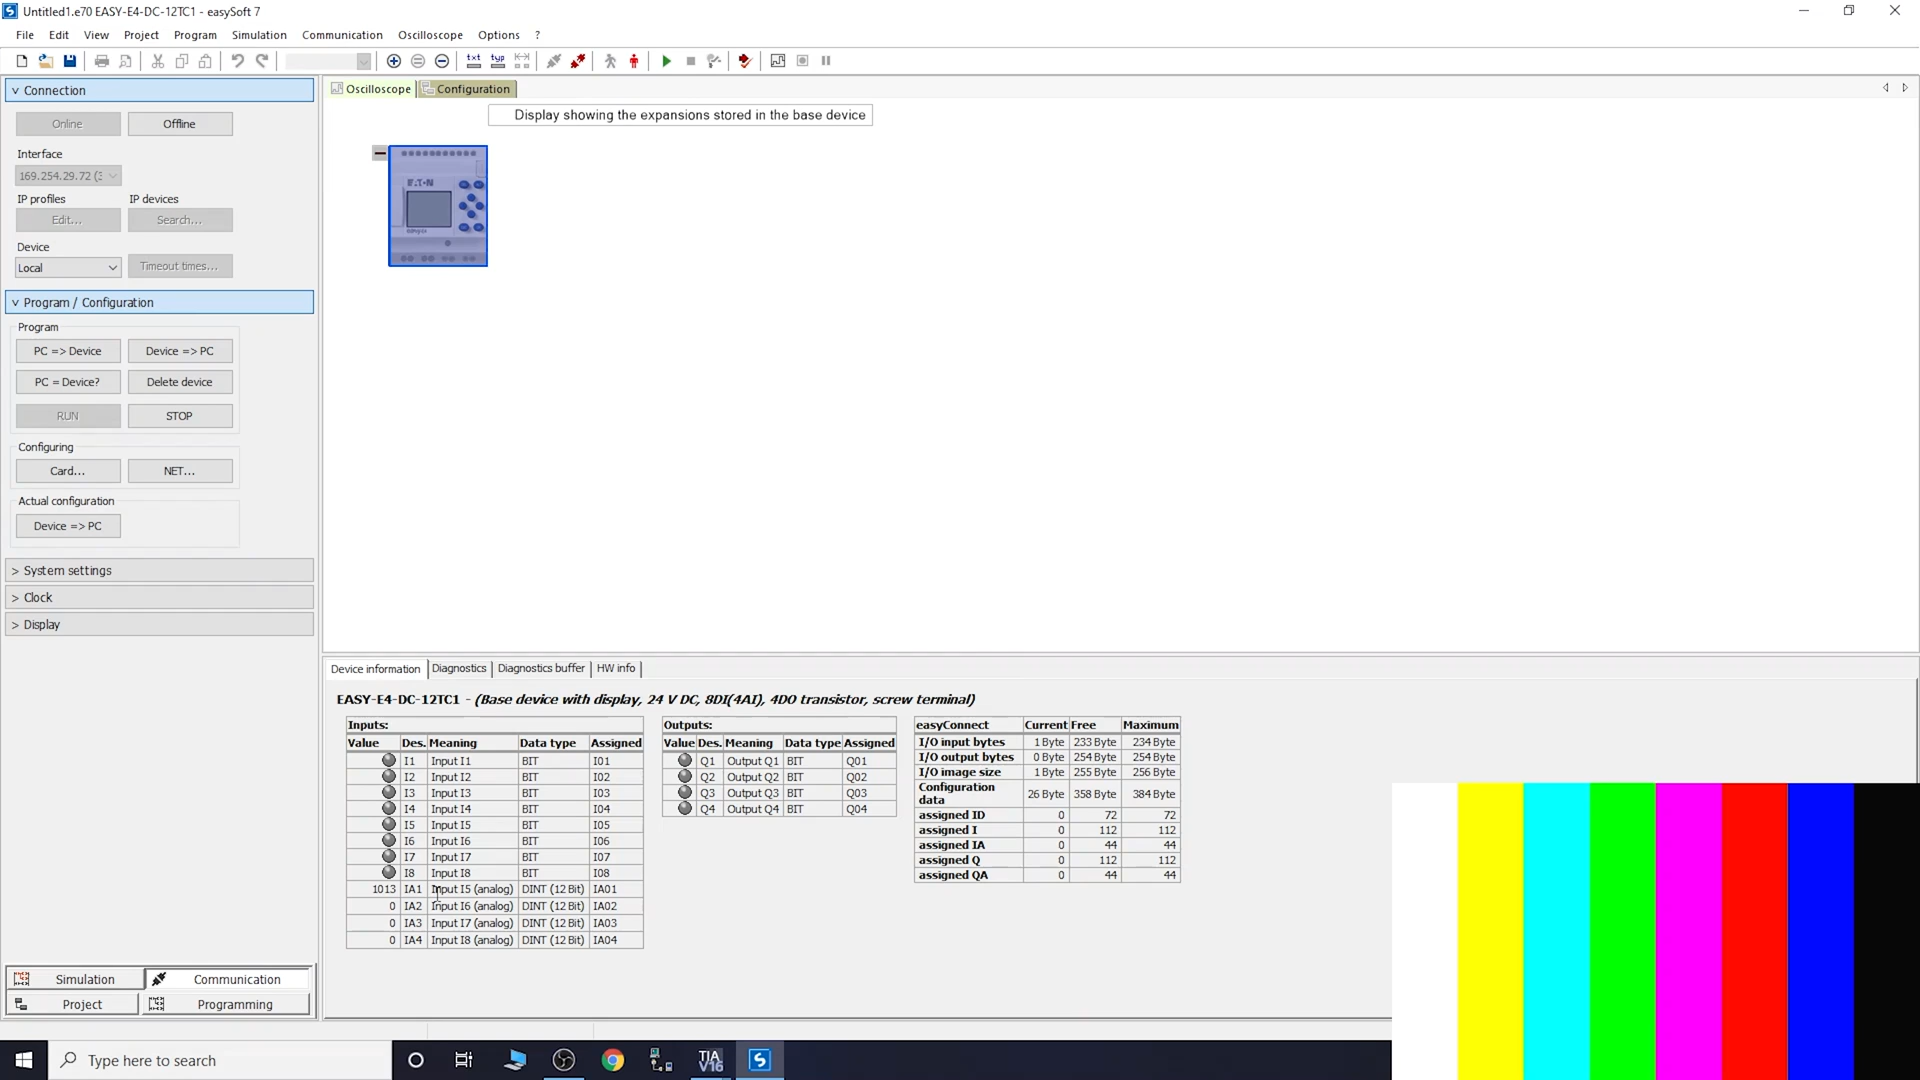 Untitled1.e70 EASY-E4-DC-12TC1 - easySoft 7
File Edit View Project Program Simulation Communication Oscilloscope Options ?
txt typ
Connection
Online Offline
Interface
169.254.29.72 (3
IP profiles IP devices
Edit... Search...
Device
Local Timeout times...
Program / Configuration
Program
PC => Device Device => PC
PC = Device? Delete device
RUN STOP
Configuring
Card... NET...
Actual configuration
Device => PC
> System settings
> Clock
> Display
Simulation Communication
Project Programming
Oscilloscope Configuration
Display showing the expansions stored in the base device
EATON
Device information Diagnostics Diagnostics buffer HW info
EASY-E4-DC-12TC1 - (Base device with display, 24 V DC, 8DI(4AI), 4DO transistor, screw terminal)
Inputs:
Value Des. Meaning Data type Assigned
I1 Input I1 BIT I01
I2 Input I2 BIT I02
I3 Input I3 BIT I03
I4 Input I4 BIT I04
I5 Input I5 BIT I05
I6 Input I6 BIT I06
I7 Input I7 BIT I07
I8 Input I8 BIT I08
1013 IA1 Input I5 (analog) DINT (12 Bit) IA01
0 IA2 Input I6 (analog) DINT (12 Bit) IA02
0 IA3 Input I7 (analog) DINT (12 Bit) IA03
0 IA4 Input I8 (analog) DINT (12 Bit) IA04
Outputs:
Value Des. Meaning Data type Assigned
Q1 Output Q1 BIT Q01
Q2 Output Q2 BIT Q02
Q3 Output Q3 BIT Q03
Q4 Output Q4 BIT Q04
easyConnect Current Free Maximum
I/O input bytes 1 Byte 233 Byte 234 Byte
I/O output bytes 0 Byte 254 Byte 254 Byte
I/O image size 1 Byte 255 Byte 256 Byte
Configuration
data 26 Byte 358 Byte 384 Byte
assigned ID 0 72 72
assigned I 0 112 112
assigned IA 0 44 44
assigned Q 0 112 112
assigned QA 0 44 44
Type here to search
TIA
V16